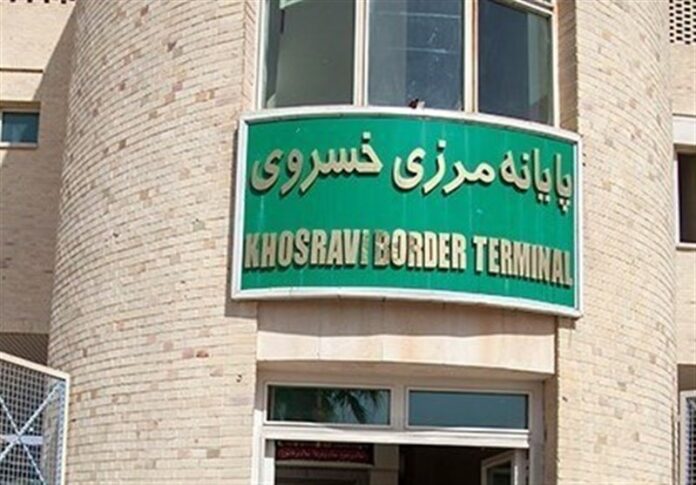 پایانه مرزی خسروی
KHOSRAVI BORDER TERMINAL